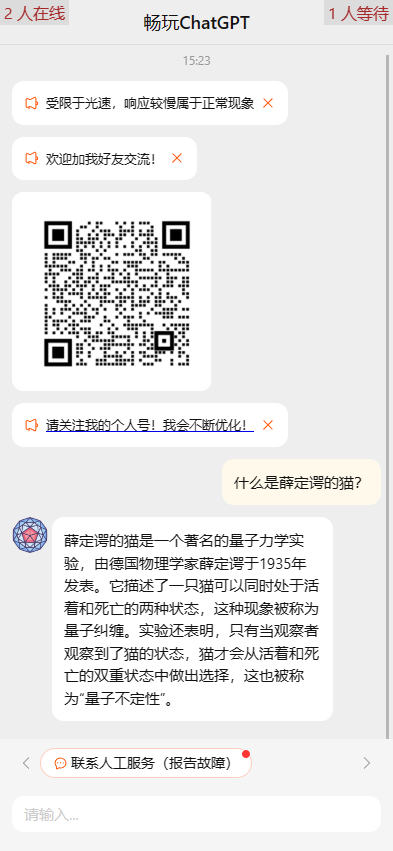 2 人在线
畅玩ChatGPT
1 人等待
15:23
受限于光速，响应较慢属于正常现象
欢迎加我好友交流！
请关注我的个人号！我会不断优化！
什么是薛定谔的猫？
薛定谔的猫是一个著名的量子力学实
验，由德国物理学家薛定谔于1935年
发表。它描述了一只猫可以同时处于活
着和死亡的两种状态，这种现象被称为
量子纠缠。实验还表明，只有当观察者
观察到了猫的状态，猫才会从活着和死
亡的双重状态中做出选择，这也被称
为“量子不定性”。
联系人工服务（报告故障）
请输入...